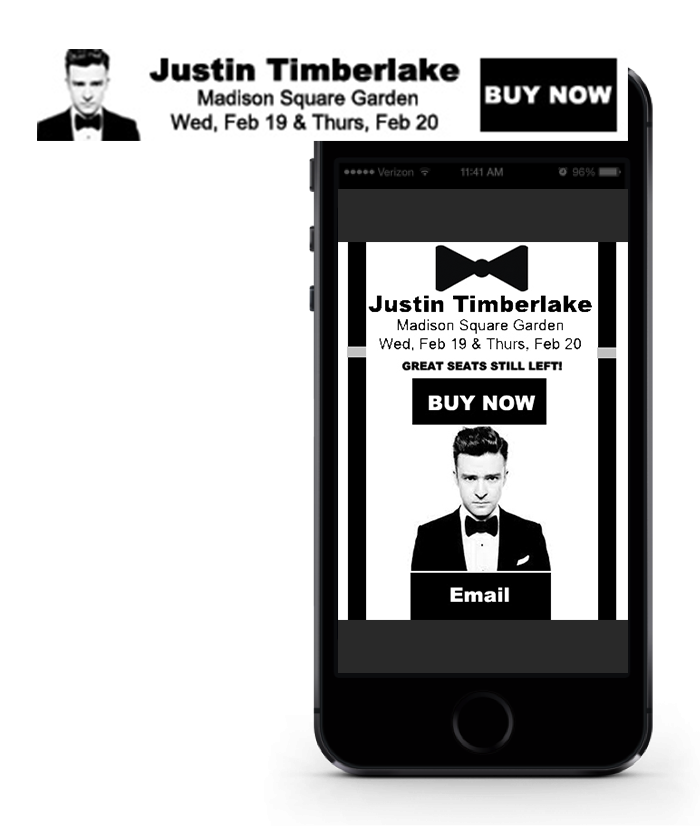 Justin Timberlake
Madison Square Garden
Wed, Feb 19 & Thurs, Feb 20
BUY NOW
Verizon 11:41 AM 96%
Justin Timberlake
Madison Square Garden
Wed, Feb 19 & Thurs, Feb 20
GREAT SEATS STILL LEFT!
BUY NOW
Email